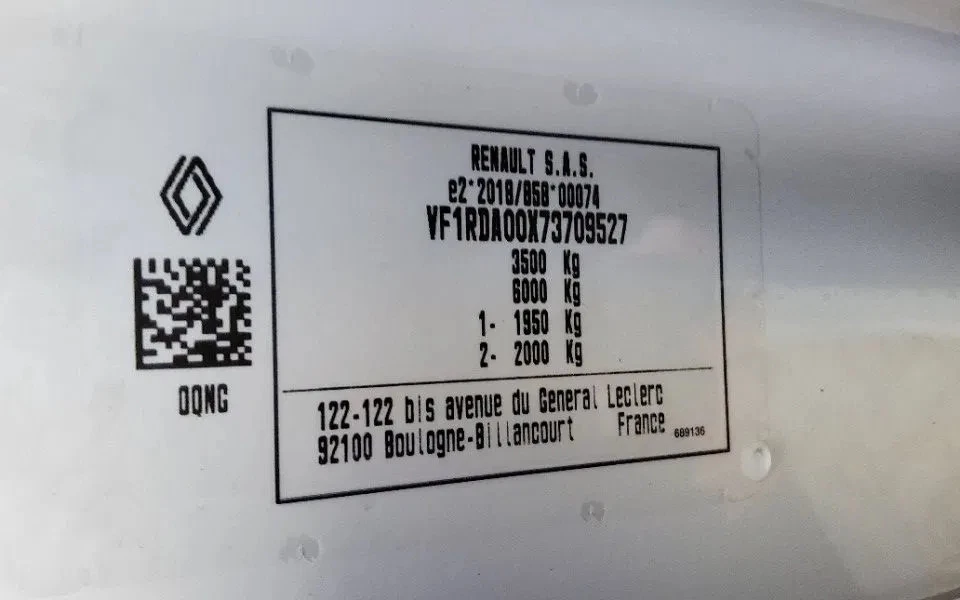 RENAULT S.A.S.
e2*2018/858*00074
VF1RDA00X73709527
3500 Kg
6000 Kg
1- 1950 Kg
2- 2000 Kg
0QNG
122-122 bis avenue du General Leclerc
92100 Boulogne-Billancourt France 689136